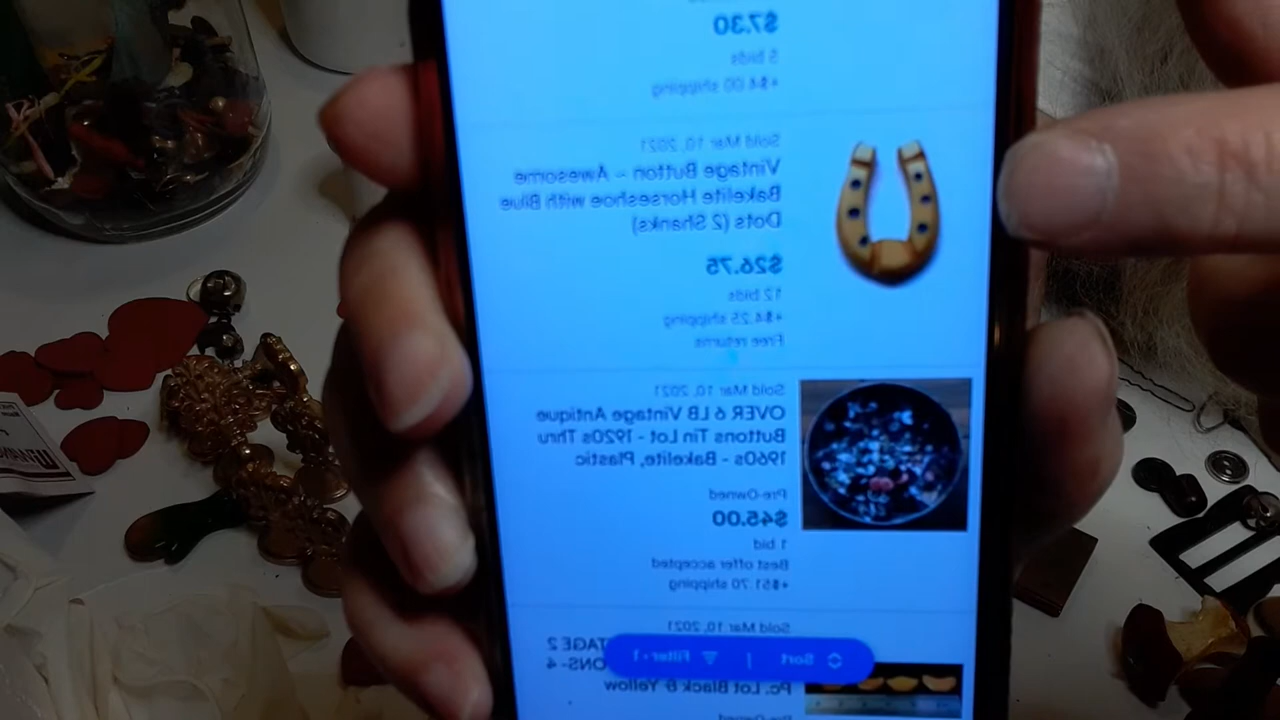 $7.30
5 bids
+$4.00 shipping
Sold Mar 10, 2021
Vintage Button ~ Awesome
Bakelite Horseshoe with Blue
Dots (2 Shanks)
$26.75
12 bids
+$4.25 shipping
Free returns
Sold Mar 10, 2021
OVER 6 LB Vintage Antique
Buttons Tin Lot - 1920s Thru
1960s - Bakelite, Plastic
Pre-Owned
$45.00
1 bid
Best offer accepted
+$51.70 shipping
Sold Mar 10, 2021
Sort
Filter · 1
Pc. Lot Black & Yellow
Pre-Owned